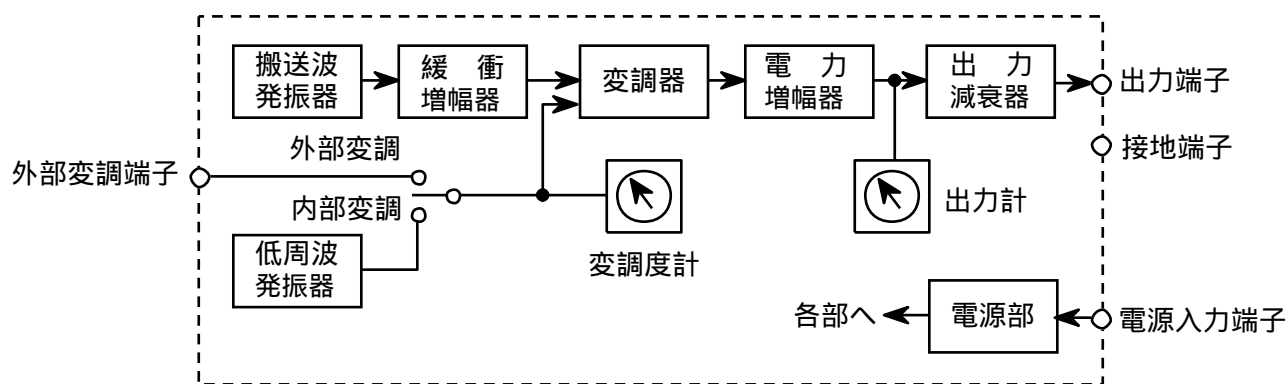 搬送波
発振器
緩　衝
増幅器
変調器
電　力
増幅器
出　力
減衰器
出力端子
接地端子
外部変調
外部変調端子
内部変調
低周波
発振器
変調度計
出力計
各部へ
電源部
電源入力端子